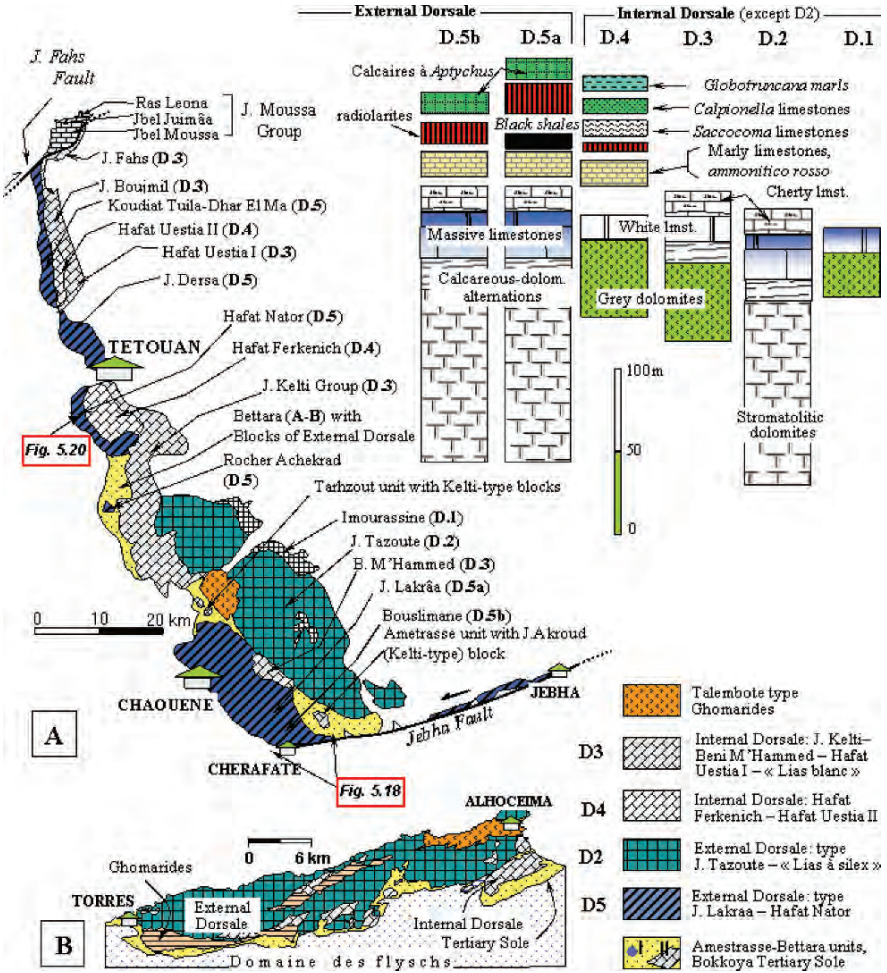 External Dorsale
Internal Dorsale (except D2)
D.5b
D.5a
D.4
D.3
D.2
D.1
J. Fahs
Fault
Ras Leona
Jbel Juimâa
Jbel Moussa
J. Moussa
Group
J. Fahs (D.3)
J. Boujmil (D.3)
Koudiat Tuila-Dhar El Ma (D.5)
Hafat Uestia II (D.4)
Hafat Uestia I (D.3)
J. Dersa (D.5)
Hafat Nator (D.5)
TETOUAN
Hafat Ferkenich (D.4)
J. Kelti Group (D.3)
Bettara (A-B) with
Blocks of External Dorsale
Fig. 5.20
Rocher Achekrad
(D.5)
Tarhzout unit with Kelti-type blocks
Imourassine (D.1)
J. Tazoute (D.2)
B. M'Hammed (D.3)
J. Lakrâa (D.5a)
Bouslimane (D.5b)
Ametrasse unit with J.Akroud
(Kelti-type) block
0 10 20 km
CHAOUENE
JEBHA
Jebha Fault
A
CHERAFATE
Fig. 5.18
Calcaires à Aptychus
radiolarites
Black shales
Globotruncana marls
Calpionella limestones
Saccocoma limestones
Marly limestones,
ammonitico rosso
Cherty lmst.
White lmst.
Massive limestones
Calcareous-dolom.
alternations
Grey dolomites
Stromatolitic
dolomites
100m
50
0
Talembote type
Ghomarides
D3
Internal Dorsale: J. Kelti–
Beni M'Hammed – Hafat
Uestia I – « Lias blanc »
D4
Internal Dorsale: Hafat
Ferkenich – Hafat Uestia II
D2
External Dorsale: type
J. Tazoute – « Lias à silex »
D5
External Dorsale: type
J. Lakraa – Hafat Nator
Amestrasse-Bettara units,
Bokkoya Tertiary Sole
0 6 km
ALHOCEIMA
Ghomarides
TORRES
External
Dorsale
Internal Dorsale
Tertiary Sole
B
Domaine des flyschs